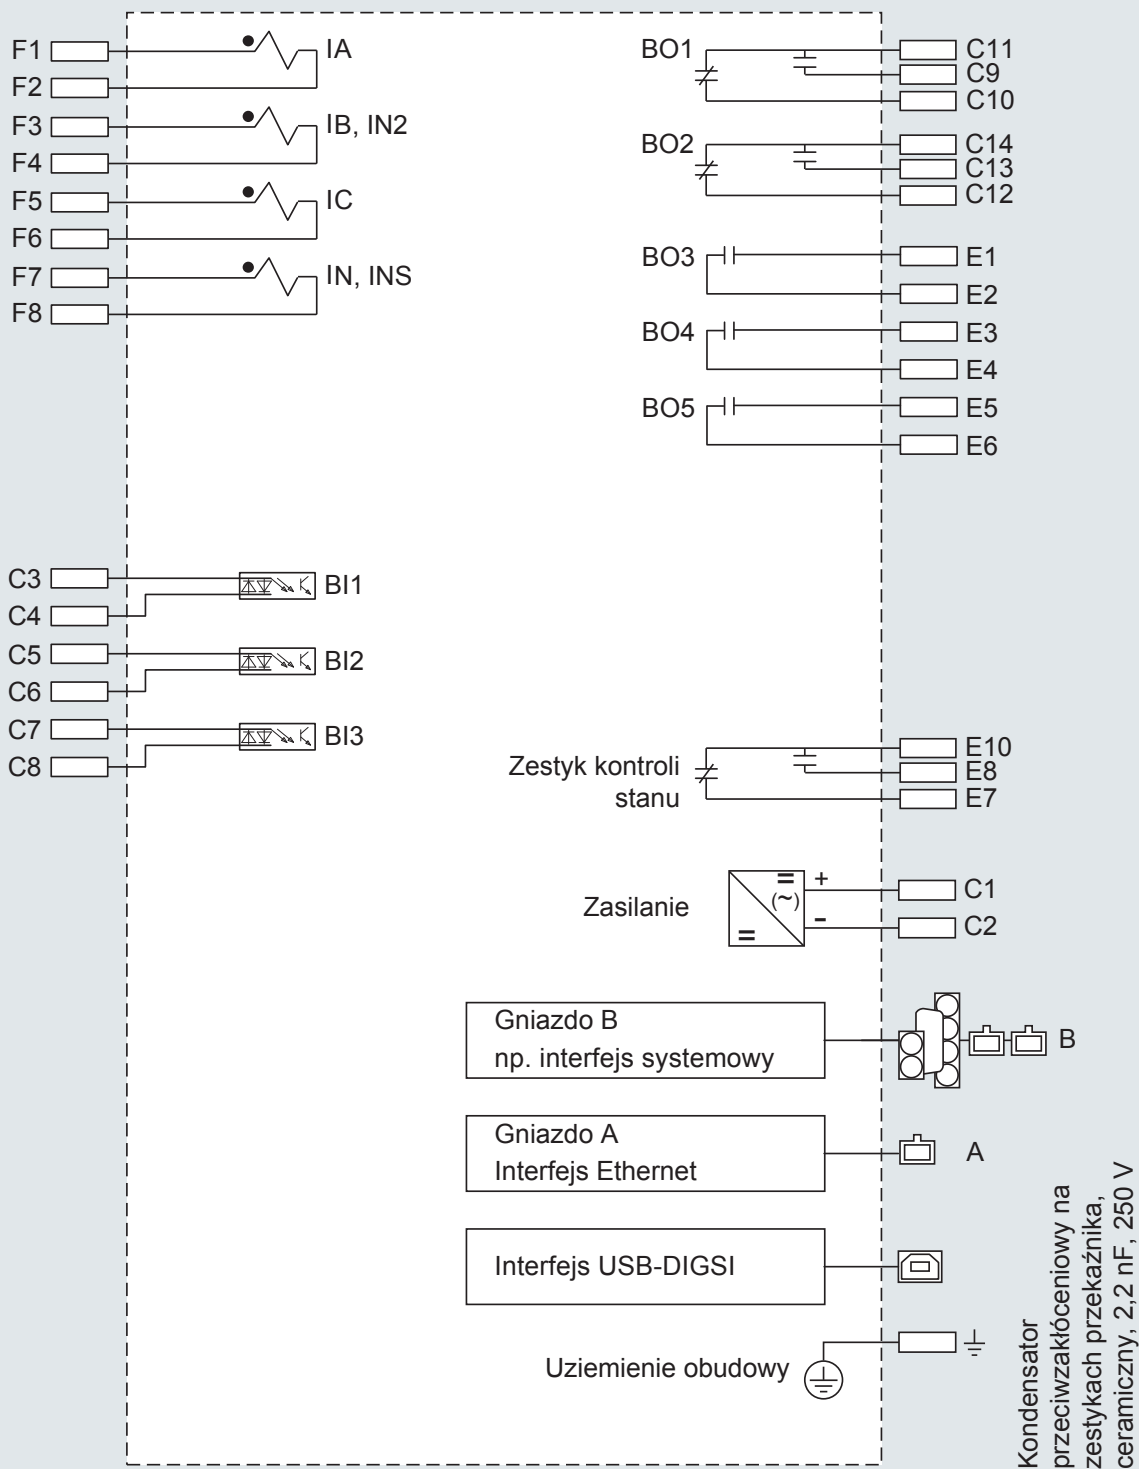 F1
IA
F2
F3
IB, IN2
F4
F5
IC
F6
F7
IN, INS
F8
C3
BI1
C4
C5
BI2
C6
C7
BI3
C8
BO1
C11
C9
C10
BO2
C14
C13
C12
BO3
E1
E2
BO4
E3
E4
BO5
E5
E6
Zestyk kontroli
stanu
E10
E8
E7
Zasilanie
=
(~)
=
+
-
C1
C2
Gniazdo B
np. interfejs systemowy
B
Gniazdo A
Interfejs Ethernet
A
Interfejs USB-DIGSI
Uziemienie obudowy
Kondensator
przeciwzakłóceniowy na
zestykach przekaźnika,
ceramiczny, 2,2 nF, 250 V